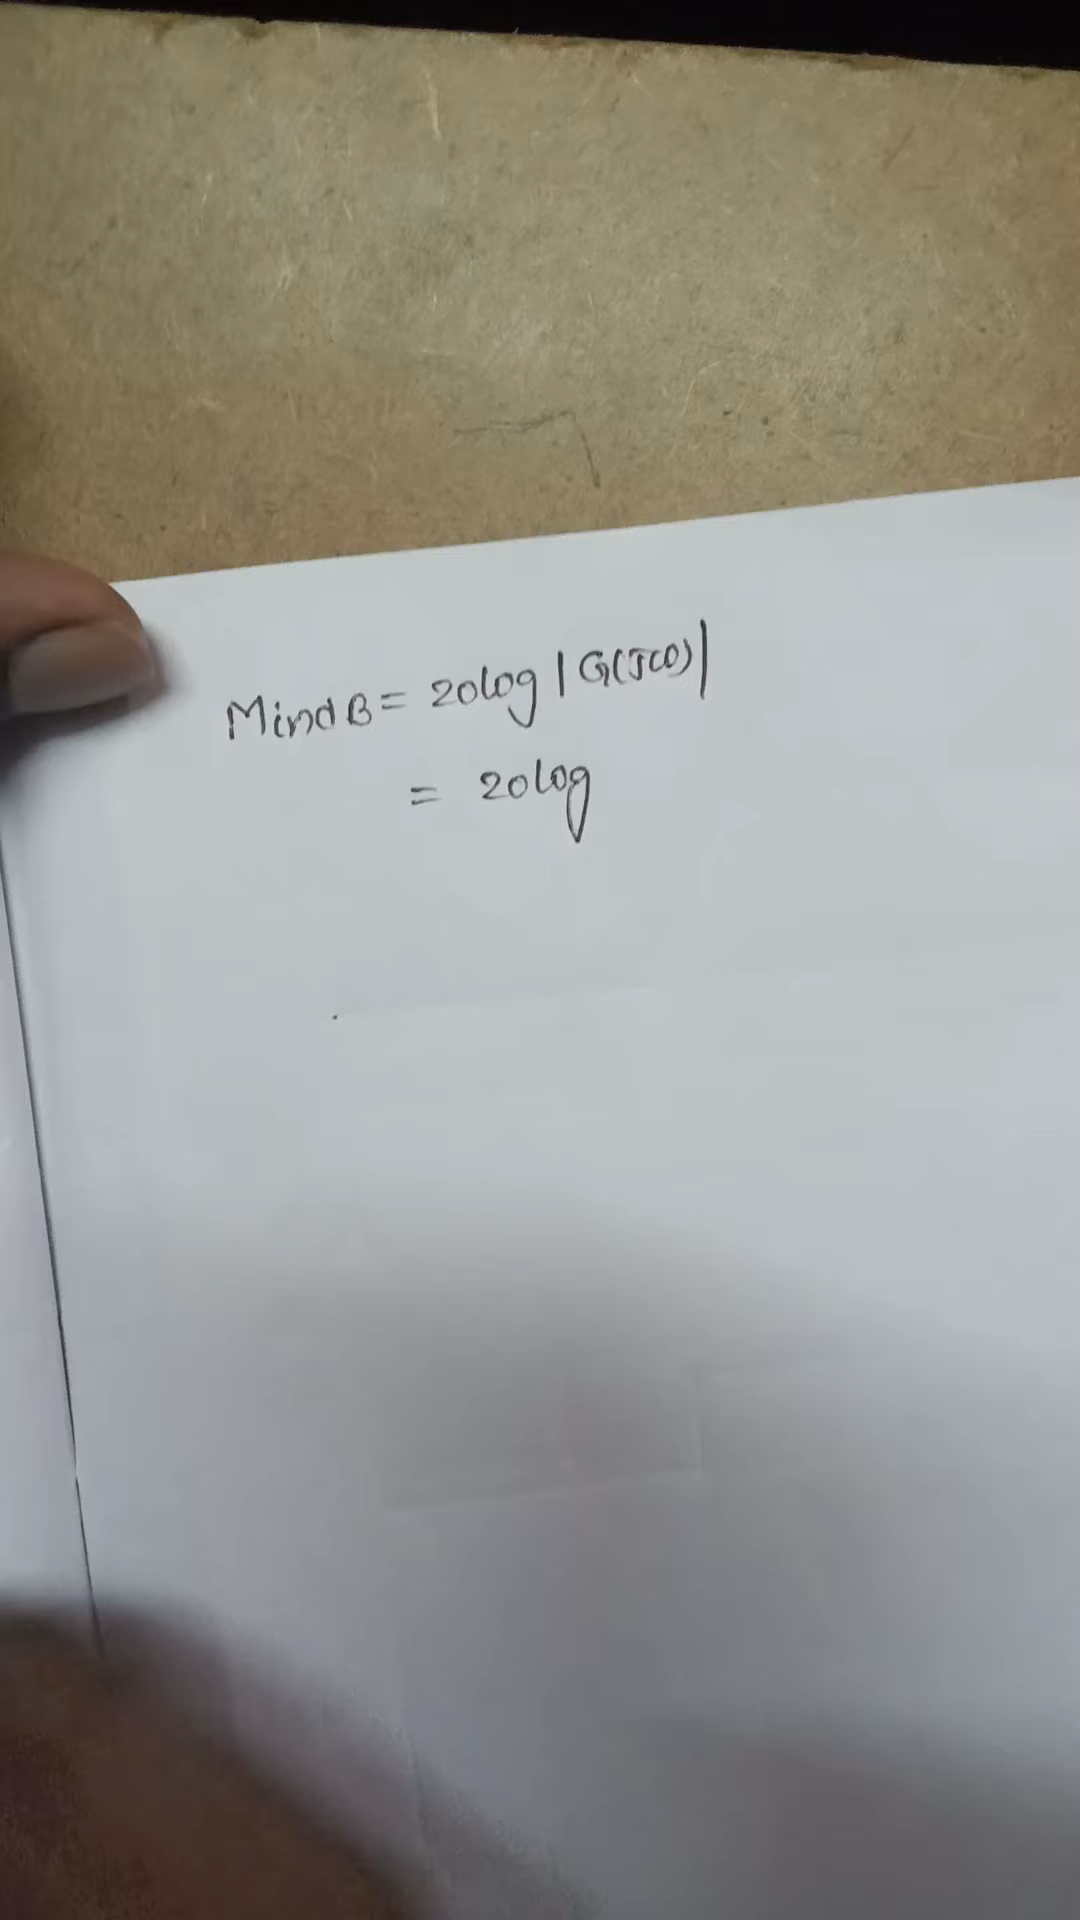 M in dB = 20log |G(jω)|
= 20log